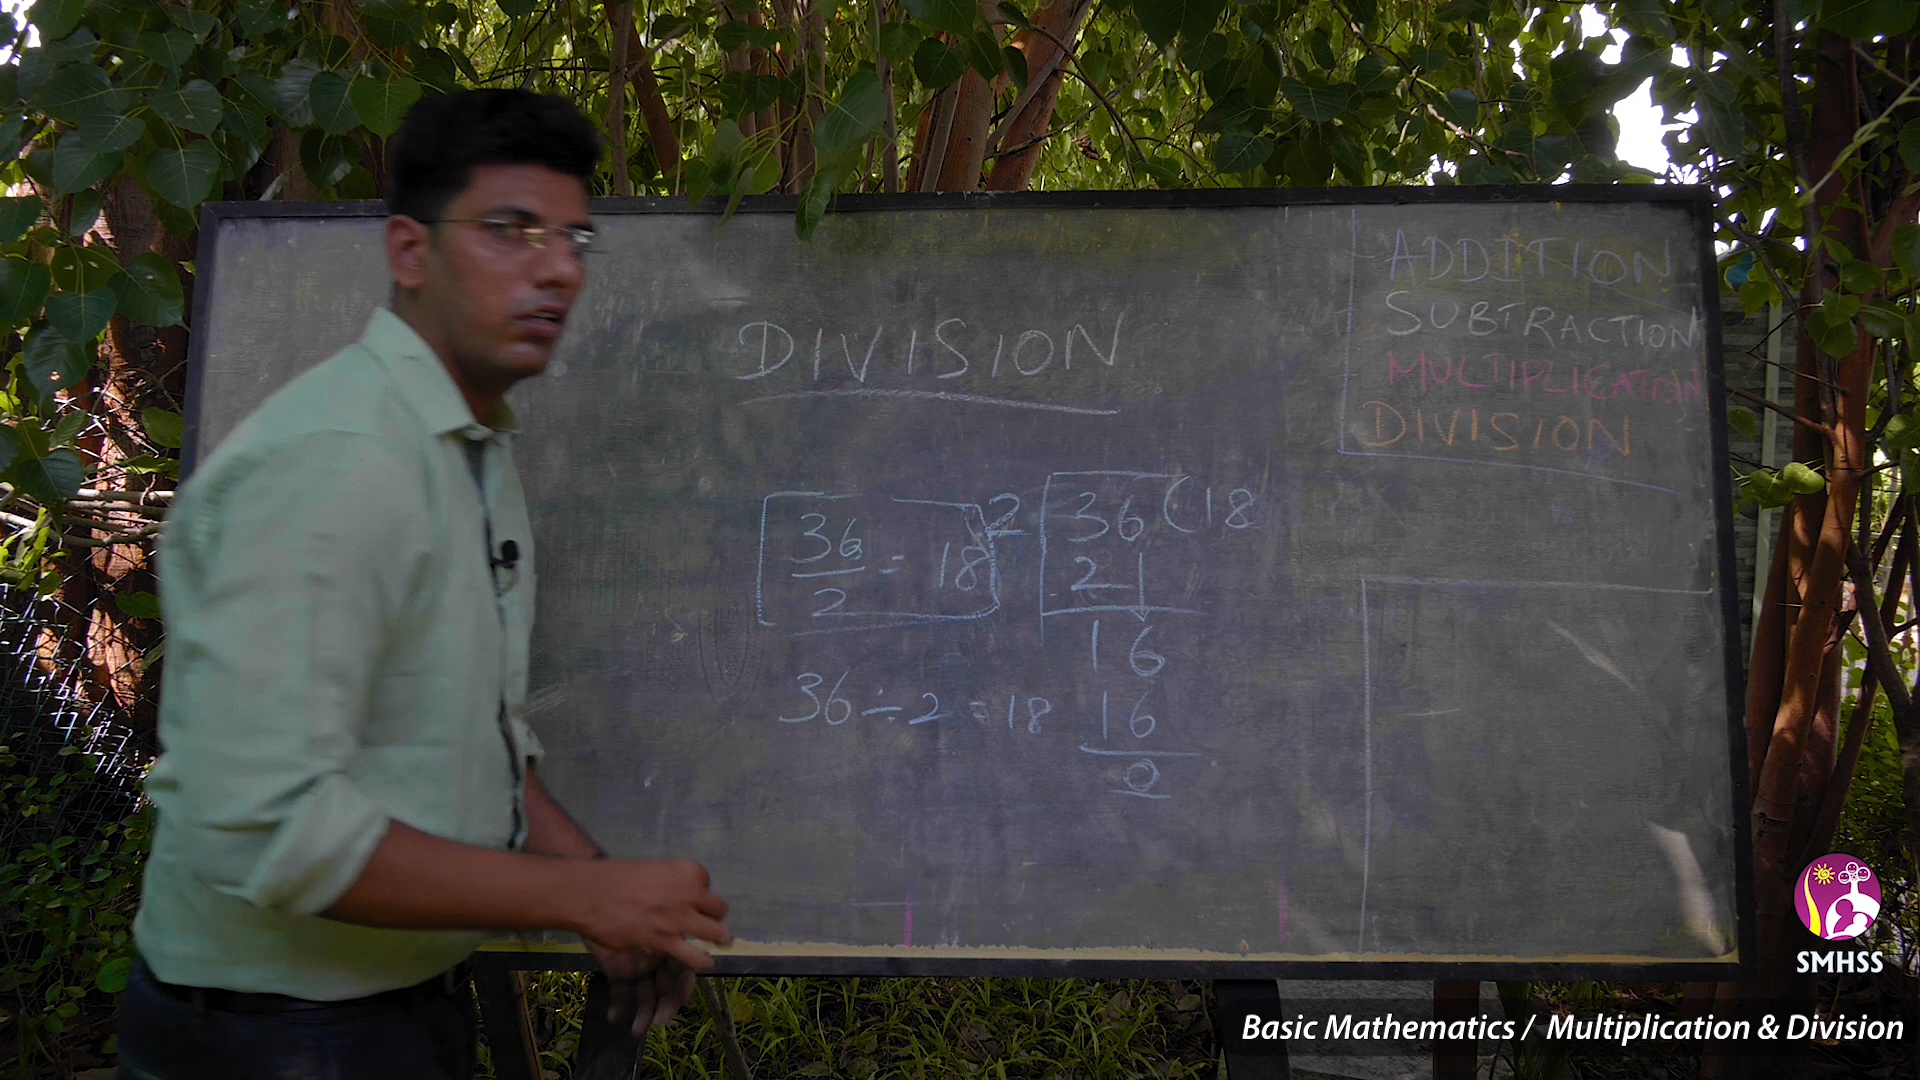 ADDITION
SUBTRACTION
MULTIPLICATION
DIVISION
DIVISION
36/2 = 18
2 36 (18
2
16
16
0
36 ÷ 2 = 18
SMHSS
Basic Mathematics / Multiplication & Division